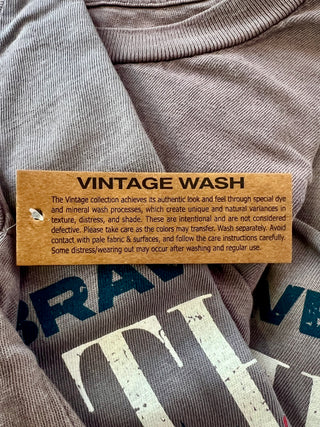 VINTAGE WASH
The Vintage collection achieves its authentic look and feel through special dye
and mineral wash processes, which create unique and natural variances in
texture, distress, and shade. These are intentional and are not considered
defective. Please take care as the colors may transfer. Wash separately. Avoid
contact with pale fabric & surfaces, and follow the care instructions carefully.
Some distress/wearing out may occur after washing and regular use.